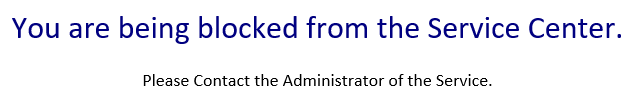 You are being blocked from the Service Center.
Please Contact the Administrator of the Service.